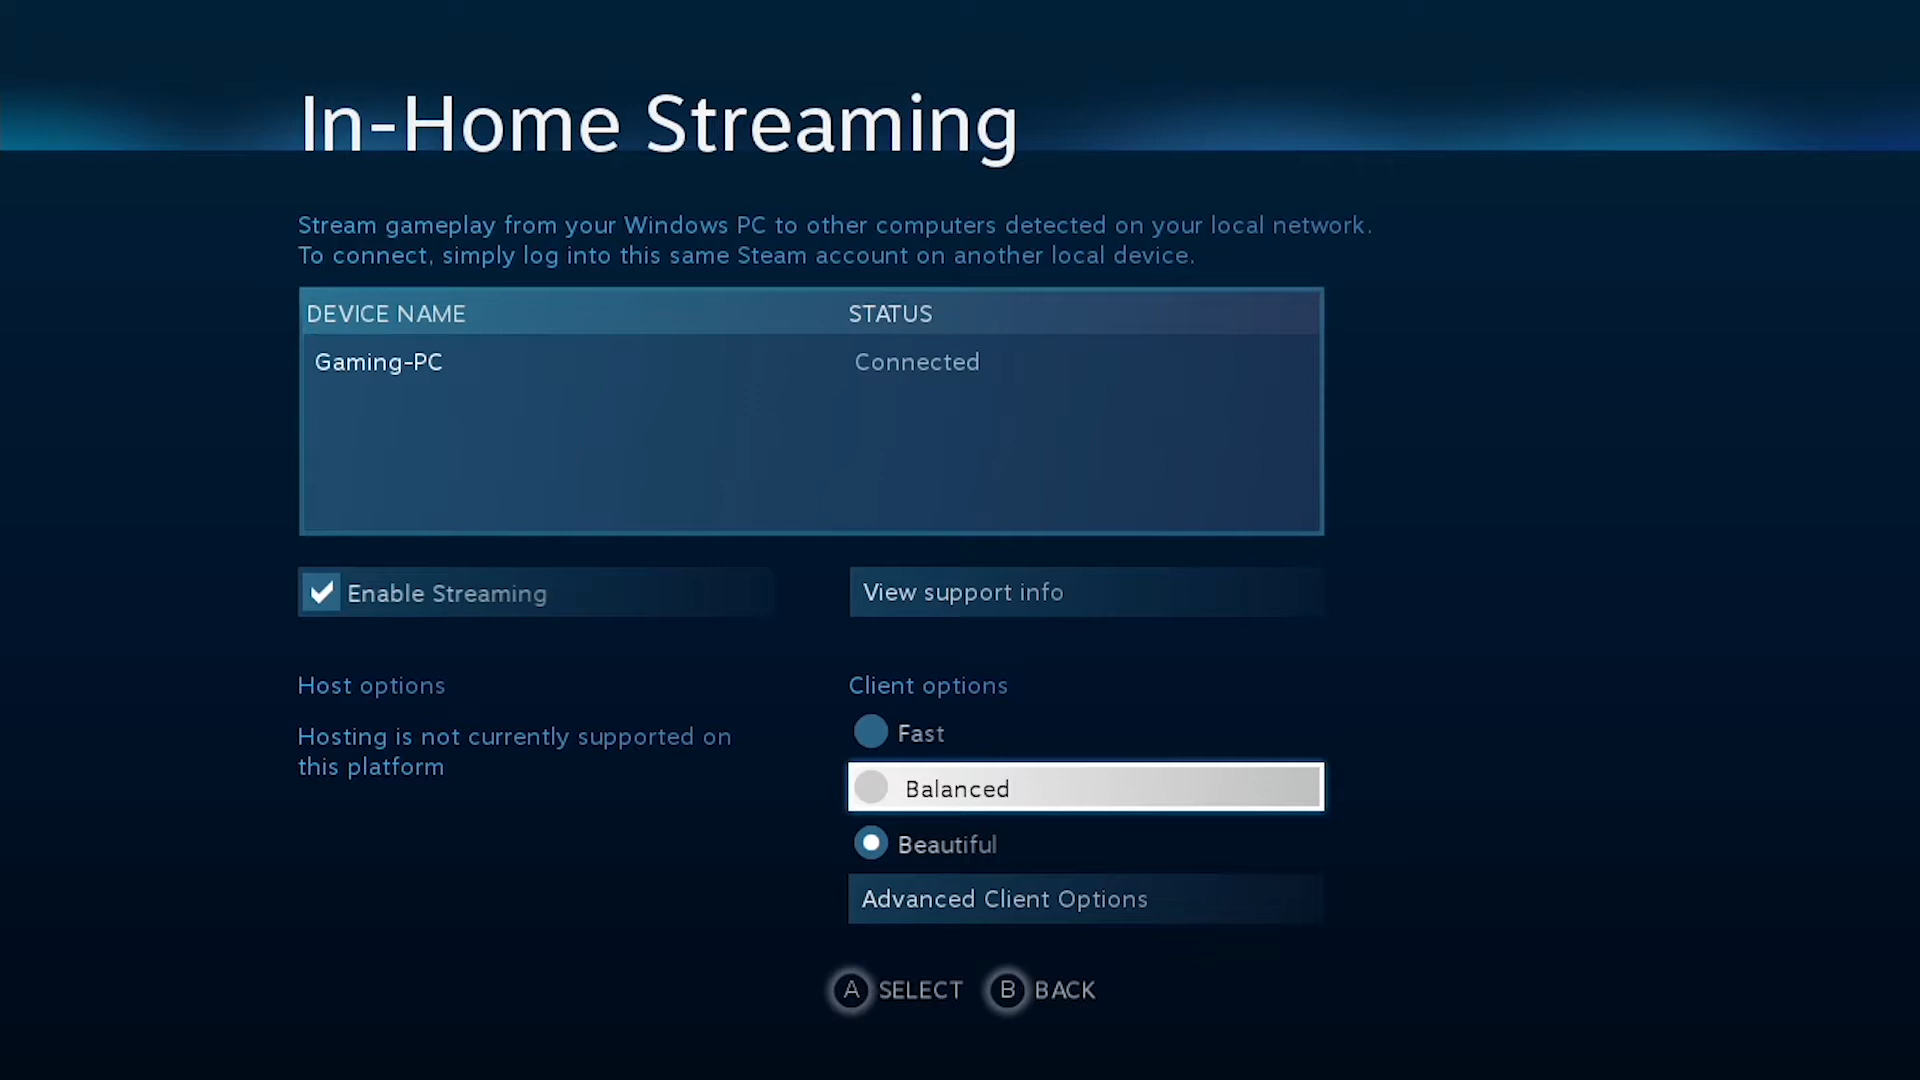 In-Home Streaming
Stream gameplay from your Windows PC to other computers detected on your local network.
To connect, simply log into this same Steam account on another local device.
DEVICE NAME STATUS
Gaming-PC Connected
Enable Streaming View support info
Host options Client options
Hosting is not currently supported on
this platform
Fast
Balanced
Beautiful
Advanced Client Options
A SELECT B BACK